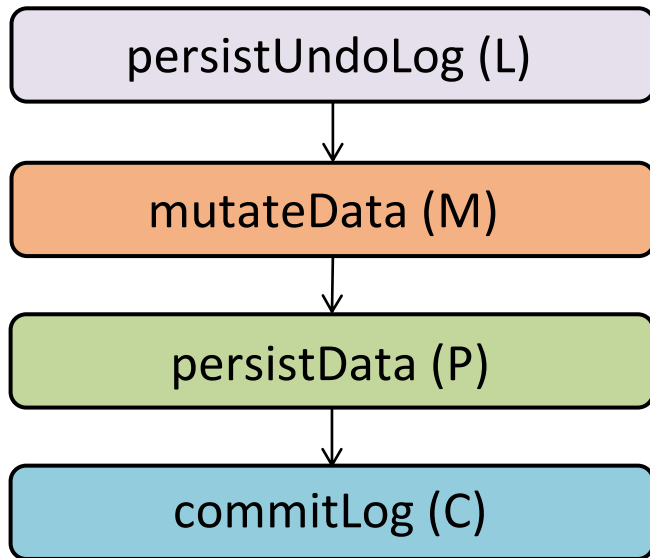 persistUndoLog (L)
mutateData (M)
persistData (P)
commitLog (C)